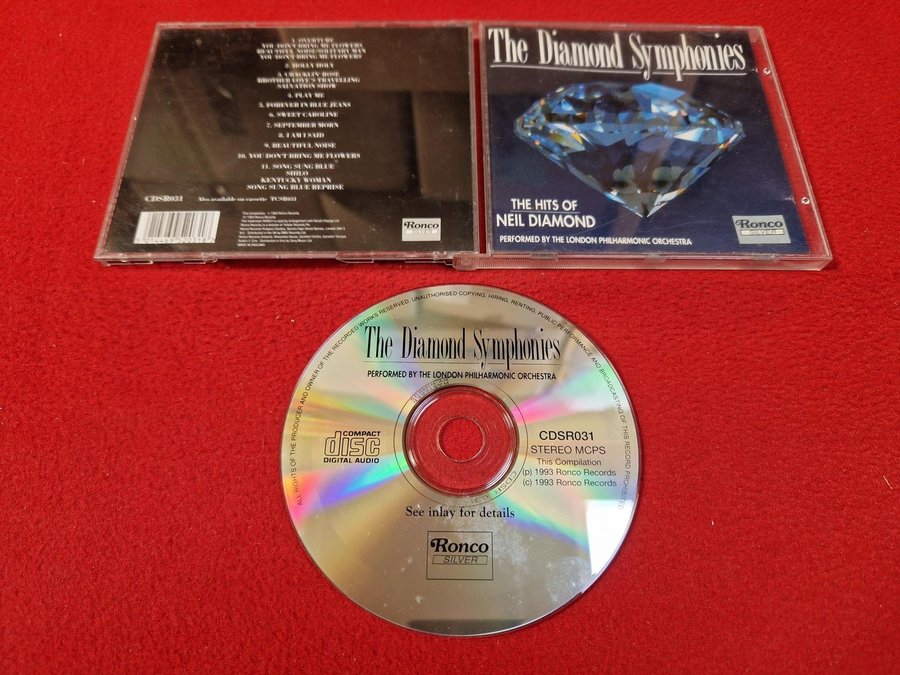 1. OVERTURE
YOU DON'T BRING ME FLOWERS
BEAUTIFUL NOISE/SOLITARY MAN
YOU DON'T BRING ME FLOWERS
2. HOLLY HOLY
3. CRACKLIN' ROSE
BROTHER LOVE'S TRAVELLING
SALVATION SHOW
4. PLAY ME
5. FOREVER IN BLUE JEANS
6. SWEET CAROLINE
7. SEPTEMBER MORN
8. I AM I SAID
9. BEAUTIFUL NOISE
10. YOU DON'T BRING ME FLOWERS
11. SONG SUNG BLUE
SHILO
KENTUCKY WOMAN
SONG SUNG BLUE REPRISE
CDSR031 Also available on cassette TCSR031
Ronco
SILVER
The Diamond Symphonies
THE HITS OF
NEIL DIAMOND
PERFORMED BY THE LONDON PHILHARMONIC ORCHESTRA
Ronco
SILVER
ALL RIGHTS OF THE PRODUCER AND OWNER OF THE RECORDED WORKS RESERVED. UNAUTHORISED COPYING, HIRING, RENTING, PUBLIC PERFORMANCE AND BROADCASTING OF THIS RECORD PROHIBITED
The Diamond Symphonies
PERFORMED BY THE LONDON PHILHARMONIC ORCHESTRA
COMPACT
disc
DIGITAL AUDIO
CDSR031
STEREO MCPS
This Compilation
(p) 1993 Ronco Records
(c) 1993 Ronco Records
See inlay for details
Ronco
SILVER